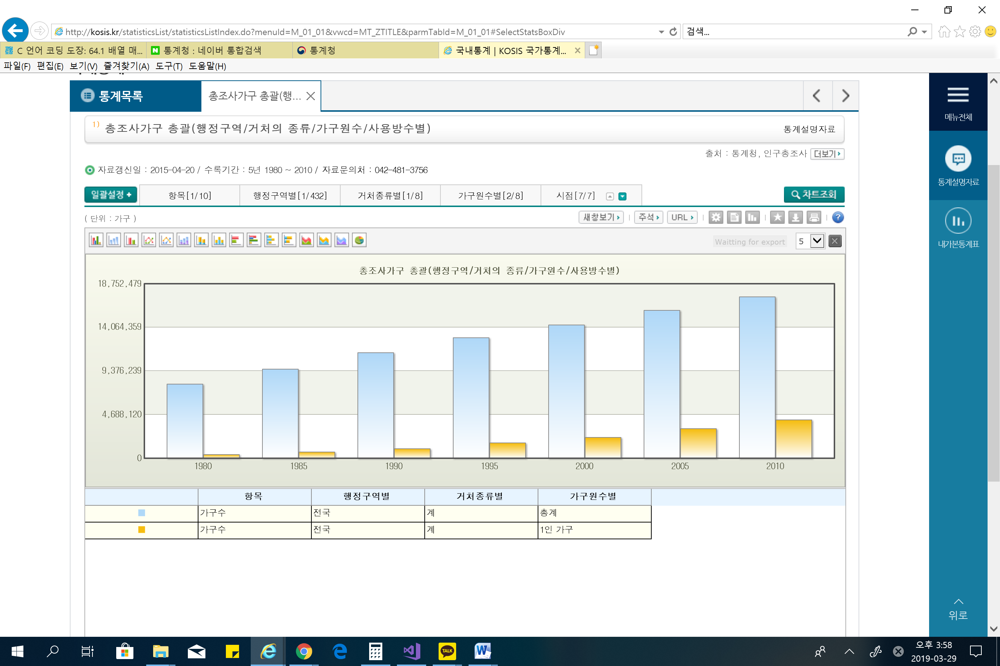 http://kosis.kr/statisticsList/statisticsListIndex.do?menuId=M_01_01&vwcd=MT_ZTITLE&parmTabId=M_01_01#SelectStatsBoxDiv
검색...
C 언어 코딩 도장: 64.1 배열 매...
통계청 : 네이버 통합검색
통계청
국내통계 | KOSIS 국가통계...
파일(F) 편집(E) 보기(V) 즐겨찾기(A) 도구(T) 도움말(H)
통계목록
총조사가구 총괄(행...
메뉴전체
1) 총조사가구 총괄(행정구역/거처의 종류/가구원수/사용방수별)
통계설명자료
출처 : 통계청, 인구총조사 더보기
자료갱신일 : 2015-04-20 / 수록기간 : 5년 1980 ~ 2010 / 자료문의처 : 042-481-3756
통계설명자료
일괄설정 + 항목[1/10] 행정구역별[1/432] 거처종류별[1/8] 가구원수별[2/8] 시점[7/7] 차트조회
( 단위 : 가구 )
새창보기 주석 URL ?
내가본통계표
Waitting for export 5
총조사가구 총괄(행정구역/거처의 종류/가구원수/사용방수별)
18,752,479
14,064,359
9,376,239
4,688,120
0
1980 1985 1990 1995 2000 2005 2010
항목 행정구역별 거처종류별 가구원수별
가구수 전국 계 총계
가구수 전국 계 1인 가구
위로
TALK
오후 3:58
2019-03-29